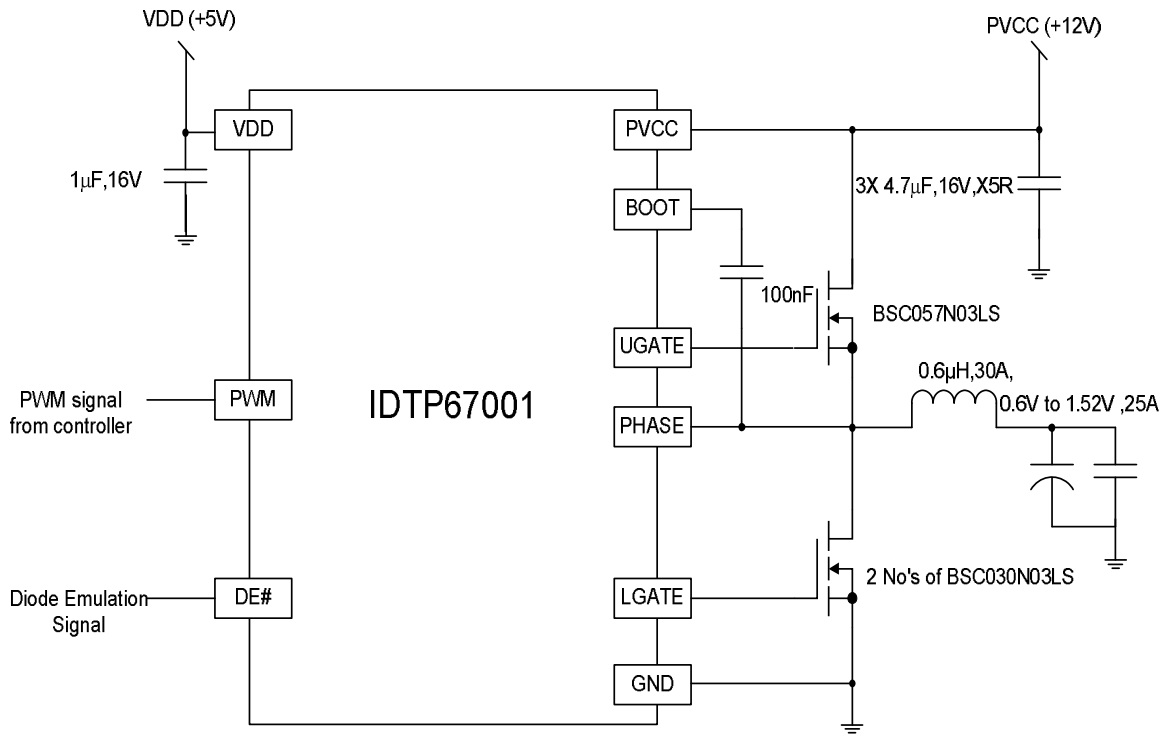 VDD (+5V)
PVCC (+12V)
VDD
PVCC
1µF,16V
3X 4.7µF,16V,X5R
BOOT
100nF
BSC057N03LS
UGATE
0.6µH,30A,
PWM signal
from controller
PWM
IDTP67001
PHASE
0.6V to 1.52V ,25A
2 No's of BSC030N03LS
Diode Emulation
Signal
DE#
LGATE
GND